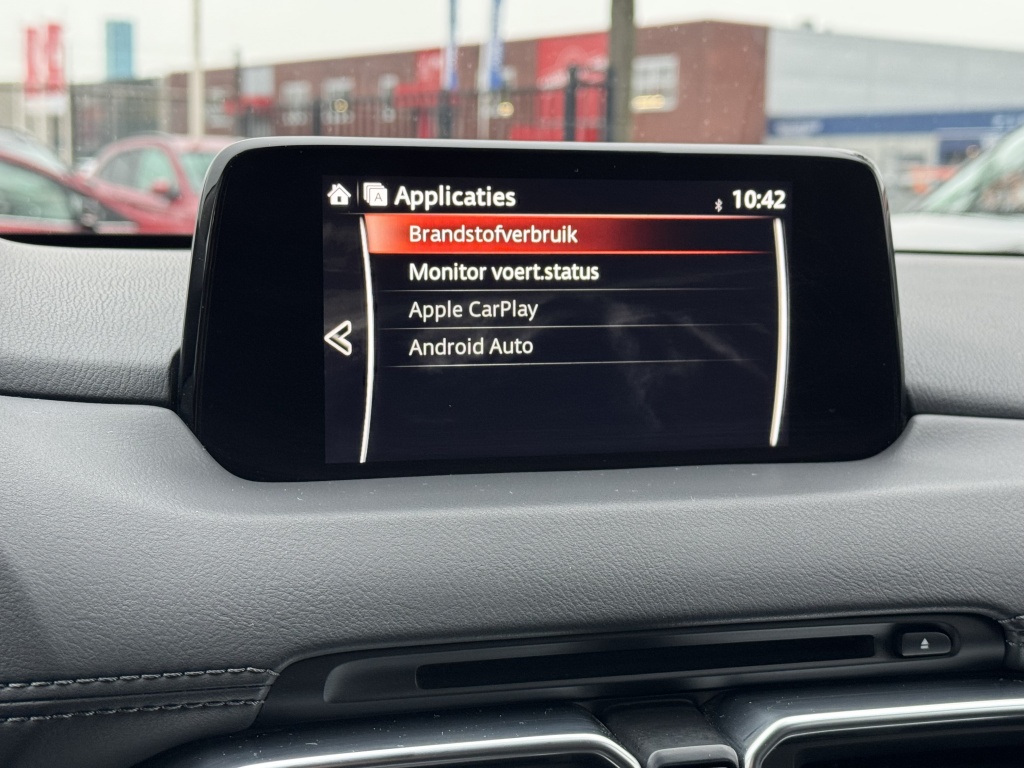 A Applicaties 10:42
Brandstofverbruik
Monitor voert.status
Apple CarPlay
Android Auto